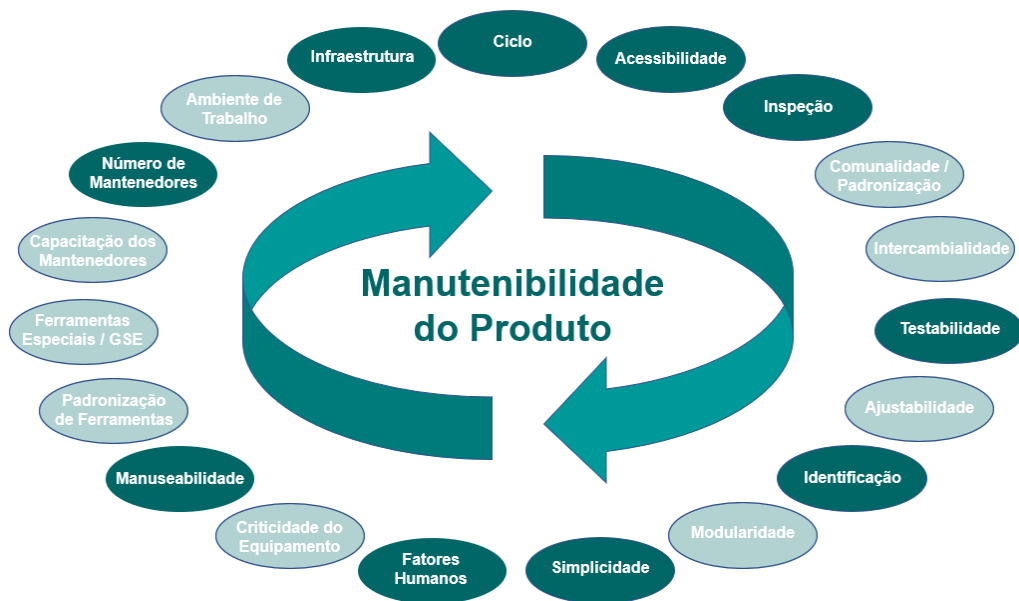 Ciclo
Acessibilidade
Inspeção
Comunalidade /
Padronização
Intercambialidade
Testabilidade
Ajustabilidade
Identificação
Modularidade
Simplicidade
Fatores
Humanos
Criticidade do
Equipamento
Manuseabilidade
Padronização
de Ferramentas
Ferramentas
Especiais / GSE
Capacitação dos
Mantenedores
Número de
Mantenedores
Ambiente de
Trabalho
Infraestrutura
Manutenibilidade
do Produto